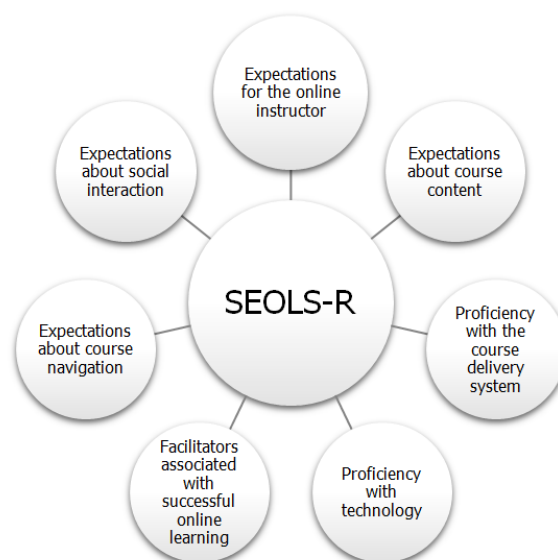 Expectations
for the online
instructor
Expectations
about social
interaction
Expectations
about course
content
SEOLS-R
Expectations
about course
navigation
Proficiency
with the
course
delivery
system
Facilitators
associated
with
successful
online
learning
Proficiency
with
technology